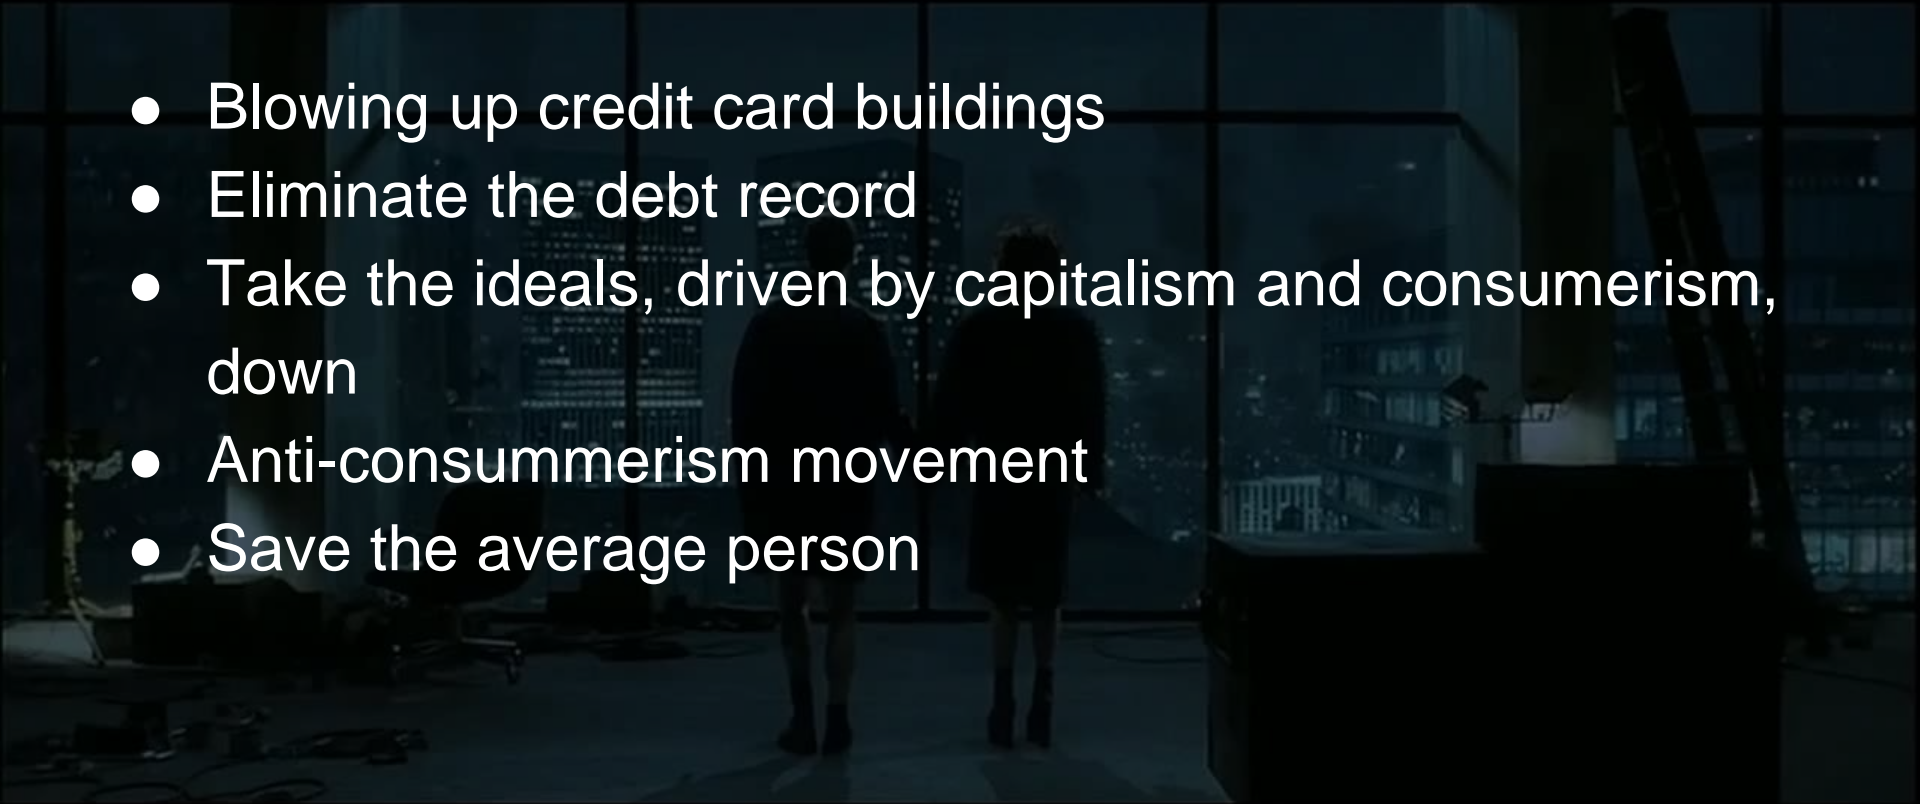 ● Blowing up credit card buildings
● Eliminate the debt record
● Take the ideals, driven by capitalism and consumerism,
down
● Anti-consummerism movement
● Save the average person